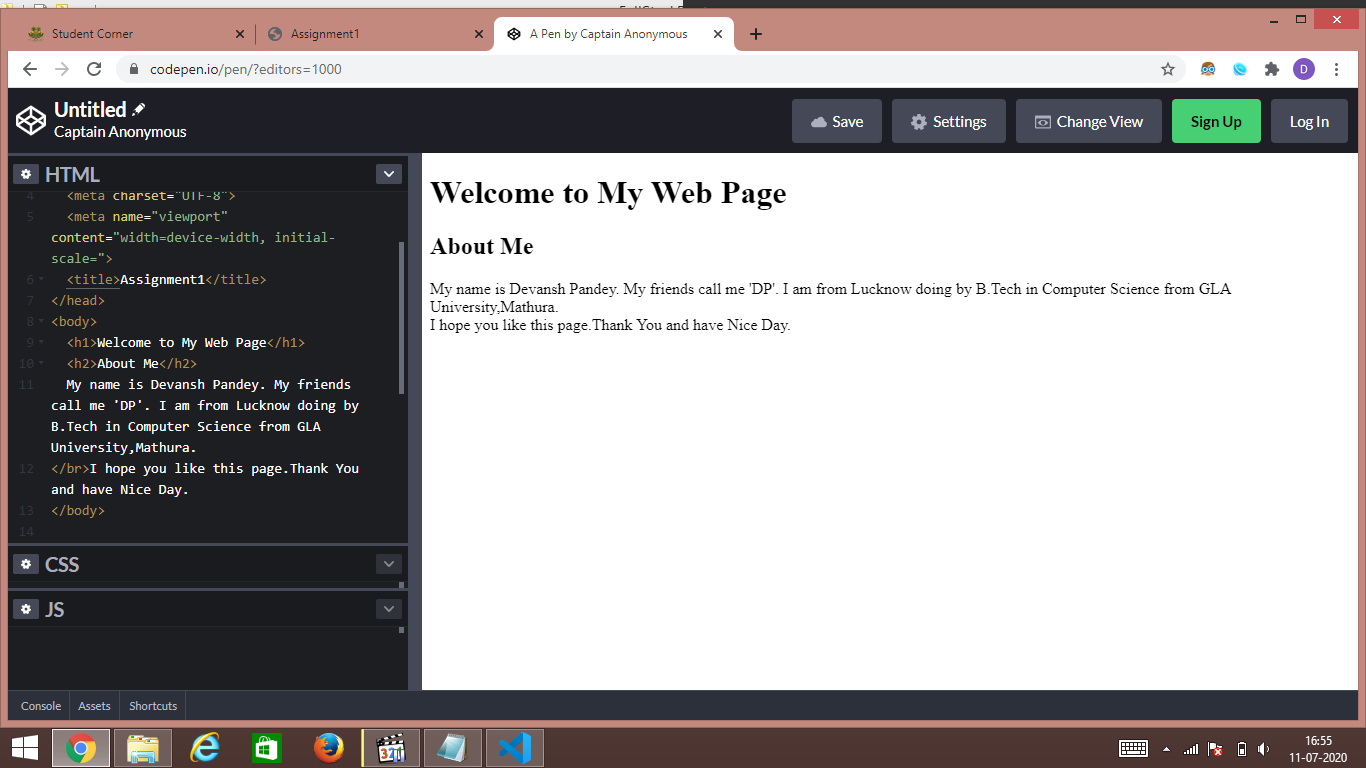 Student Corner
Assignment1
A Pen by Captain Anonymous
codepen.io/pen/?editors=1000
D
Untitled
Captain Anonymous
Save
Settings
Change View
Sign Up
Log In
HTML
4 <meta charset="UTF-8">
5 <meta name="viewport"
content="width=device-width, initial-
scale=">
6 <title>Assignment1</title>
7 </head>
8 <body>
9 <h1>Welcome to My Web Page</h1>
10 <h2>About Me</h2>
11 My name is Devansh Pandey. My friends
call me 'DP'. I am from Lucknow doing by
B.Tech in Computer Science from GLA
University,Mathura.
12 </br>I hope you like this page.Thank You
and have Nice Day.
13 </body>
14
CSS
JS
Welcome to My Web Page
About Me
My name is Devansh Pandey. My friends call me 'DP'. I am from Lucknow doing by B.Tech in Computer Science from GLA
University,Mathura.
I hope you like this page.Thank You and have Nice Day.
Console
Assets
Shortcuts
321
16:55
11-07-2020